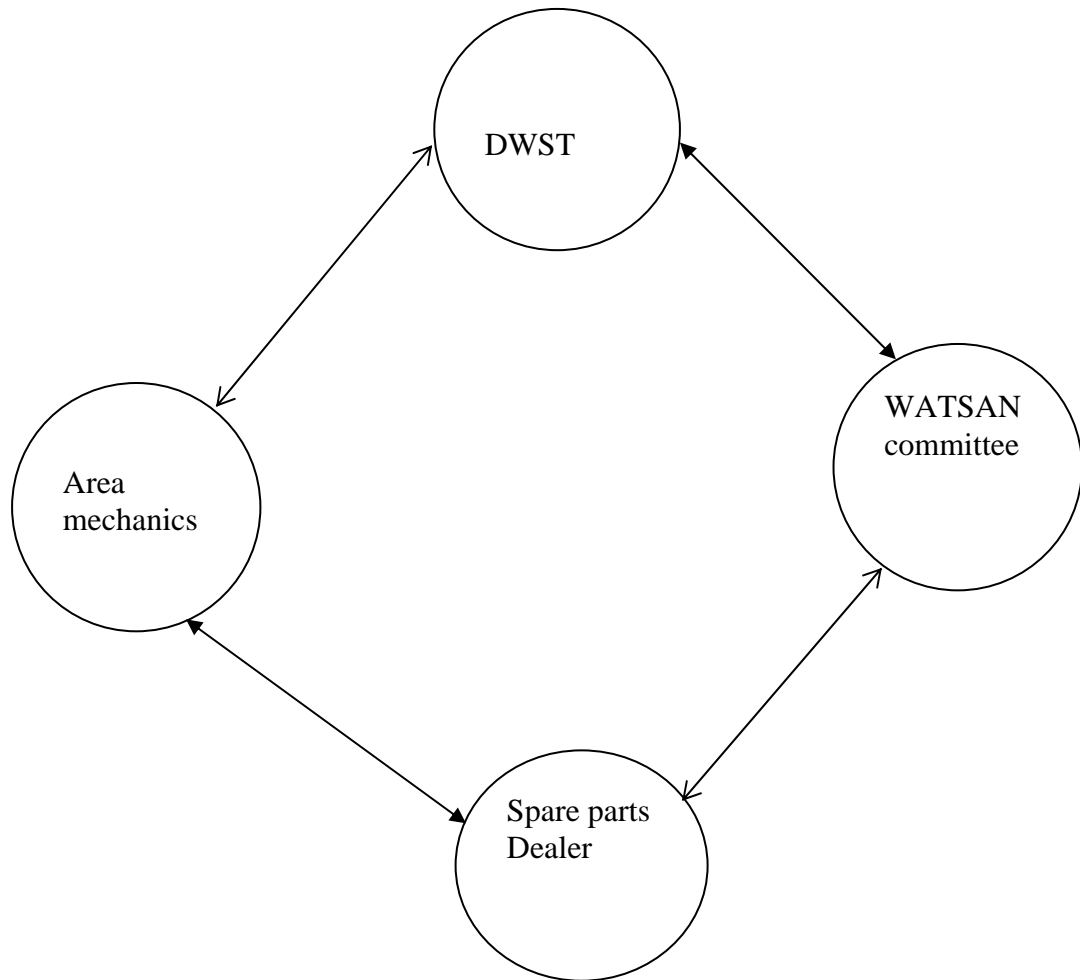 DWST
WATSAN
committee
Area
mechanics
Spare parts
Dealer